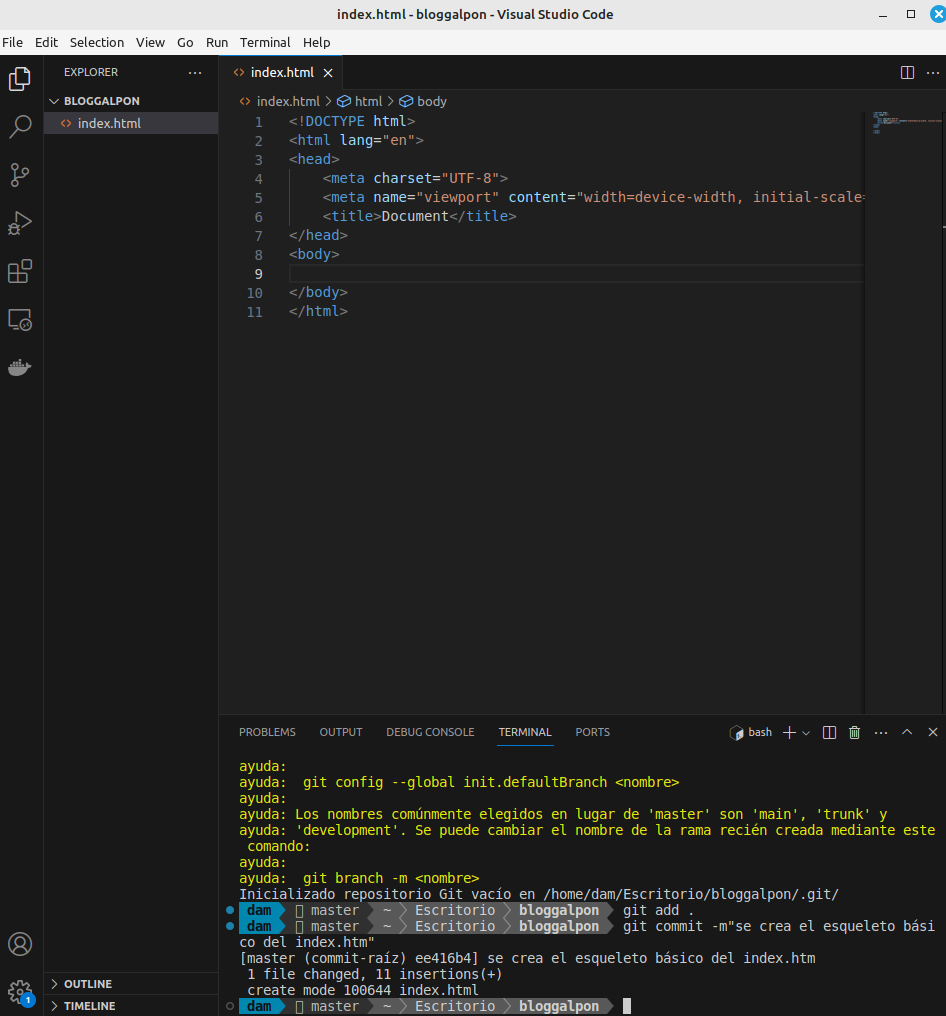 index.html - bloggalpon - Visual Studio Code
File Edit Selection View Go Run Terminal Help
EXPLORER
BLOGGALPON
index.html
index.html
index.html > html > body
1 <!DOCTYPE html>
2 <html lang="en">
3 <head>
4 <meta charset="UTF-8">
5 <meta name="viewport" content="width=device-width, initial-scale=
6 <title>Document</title>
7 </head>
8 <body>
9
10 </body>
11 </html>
PROBLEMS OUTPUT DEBUG CONSOLE TERMINAL PORTS bash
ayuda:
ayuda: git config --global init.defaultBranch <nombre>
ayuda:
ayuda: Los nombres comúnmente elegidos en lugar de 'master' son 'main', 'trunk' y
ayuda: 'development'. Se puede cambiar el nombre de la rama recién creada mediante este
comando:
ayuda:
ayuda: git branch -m <nombre>
Inicializado repositorio Git vacío en /home/dam/Escritorio/bloggalpon/.git/
dam master ~ Escritorio bloggalpon git add .
dam master ~ Escritorio bloggalpon git commit -m"se crea el esqueleto bási
co del index.htm"
[master (commit-raíz) ee416b4] se crea el esqueleto básico del index.htm
1 file changed, 11 insertions(+)
create mode 100644 index.html
dam master ~ Escritorio bloggalpon
OUTLINE
TIMELINE
1